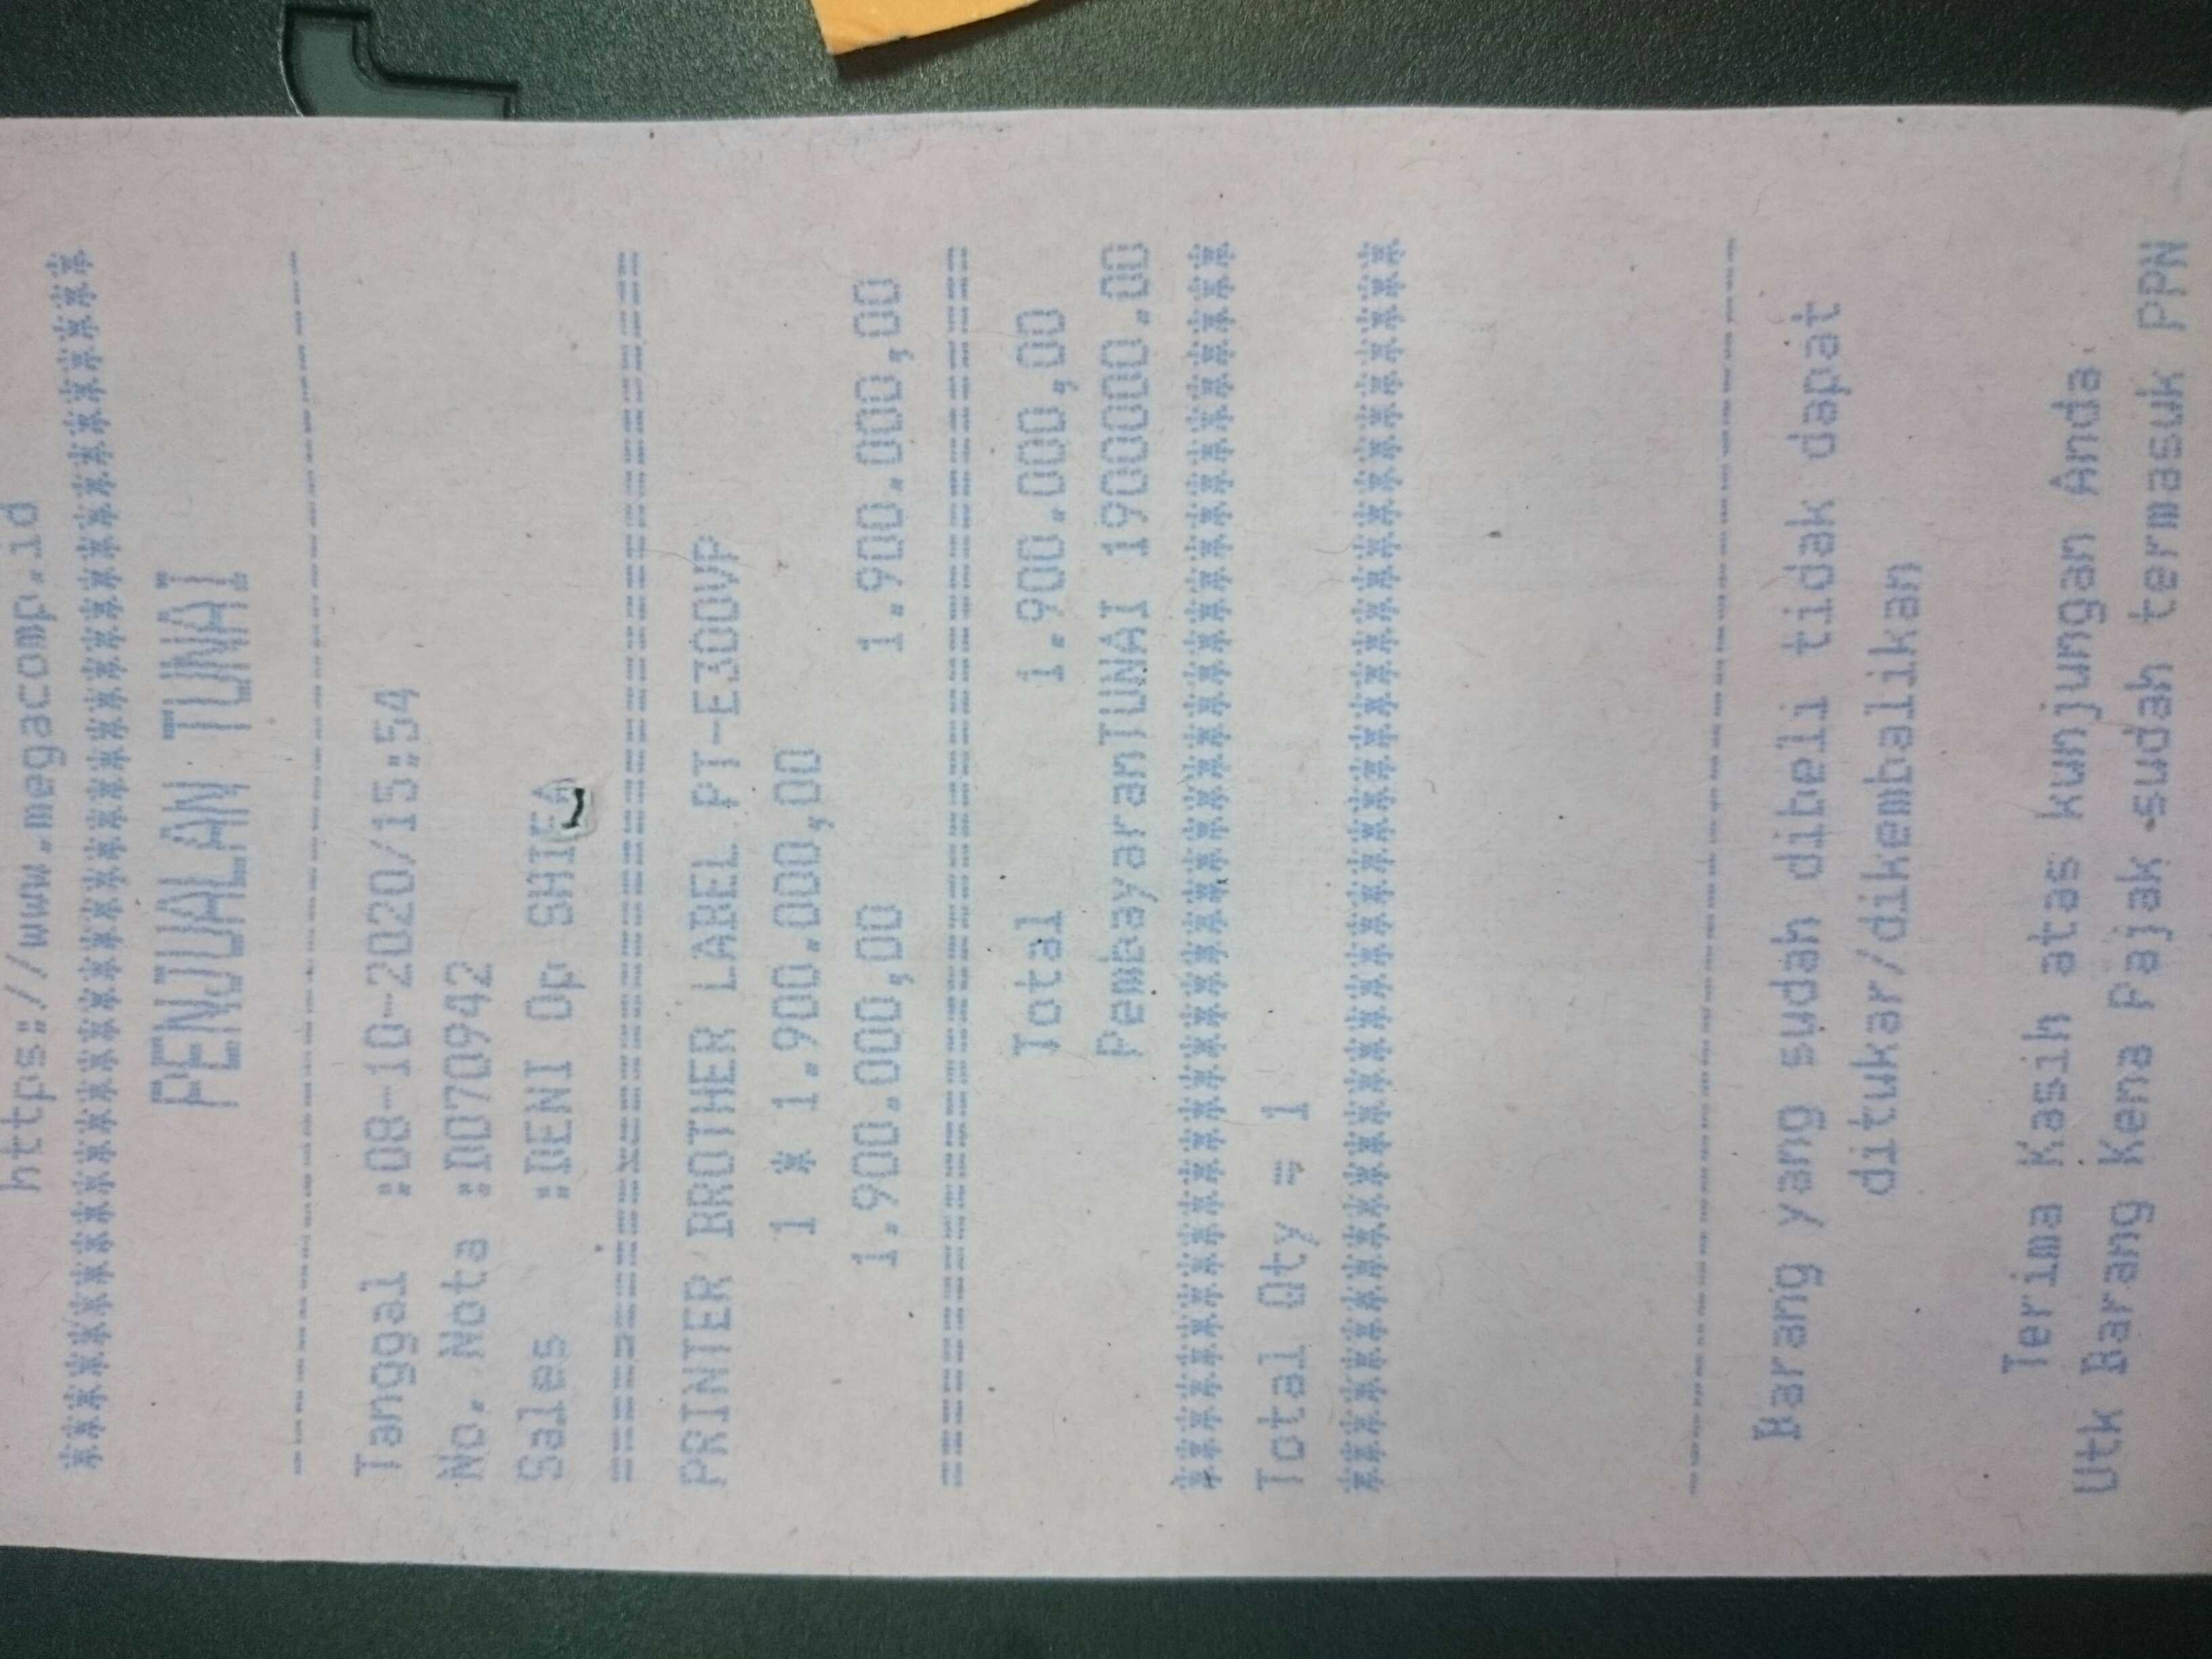 https://www.megacomp.id
****************************************
PENJUALAN TUNAI
----------------------------------------
Tanggal :08-10-2020/15:54
No. Nota :D070942
Sales :DENI Op SHIFA
========================================
PRINTER BROTHER LABEL PT-E300VP
1 * 1.900.000,00
1.900.000,00 1.900.000,00
========================================
Total 1.900.000,00
PembayaranTUNAI 1900000.00
****************************************
Total Qty = 1
****************************************
----------------------------------------
Barang yang sudah dibeli tidak dapat
ditukar/dikembalikan
Terima Kasih atas kunjungan Anda
Utk Barang Kena Pajak sudah termasuk PPN